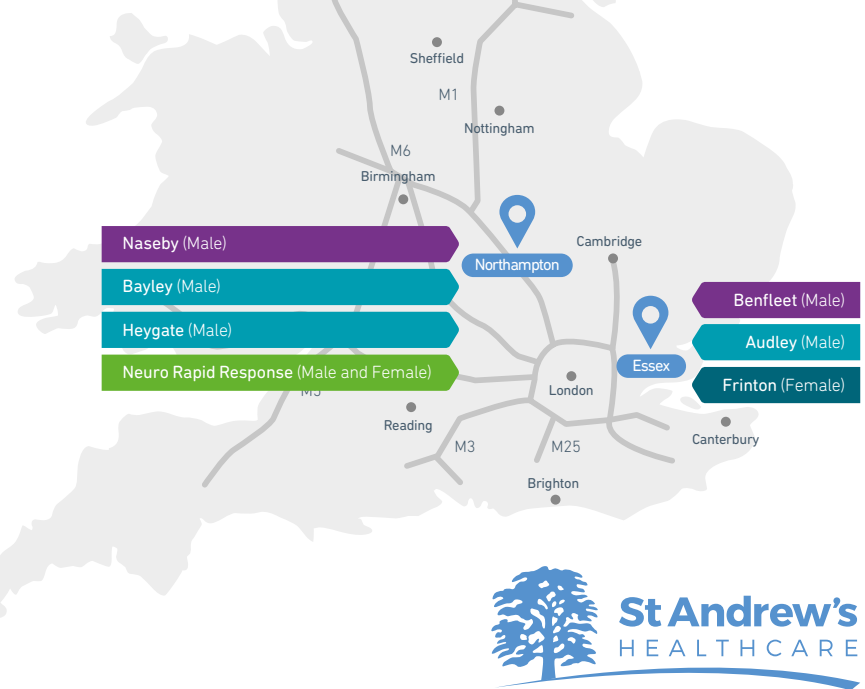 Sheffield
M1
Nottingham
M6
Birmingham
Naseby (Male)
Cambridge
Northampton
Bayley (Male)
Benfleet (Male)
Heygate (Male)
Audley (Male)
Essex
Neuro Rapid Response (Male and Female)
Frinton (Female)
M5
London
Reading
Canterbury
M3
M25
Brighton
St Andrew's
HEALTHCARE